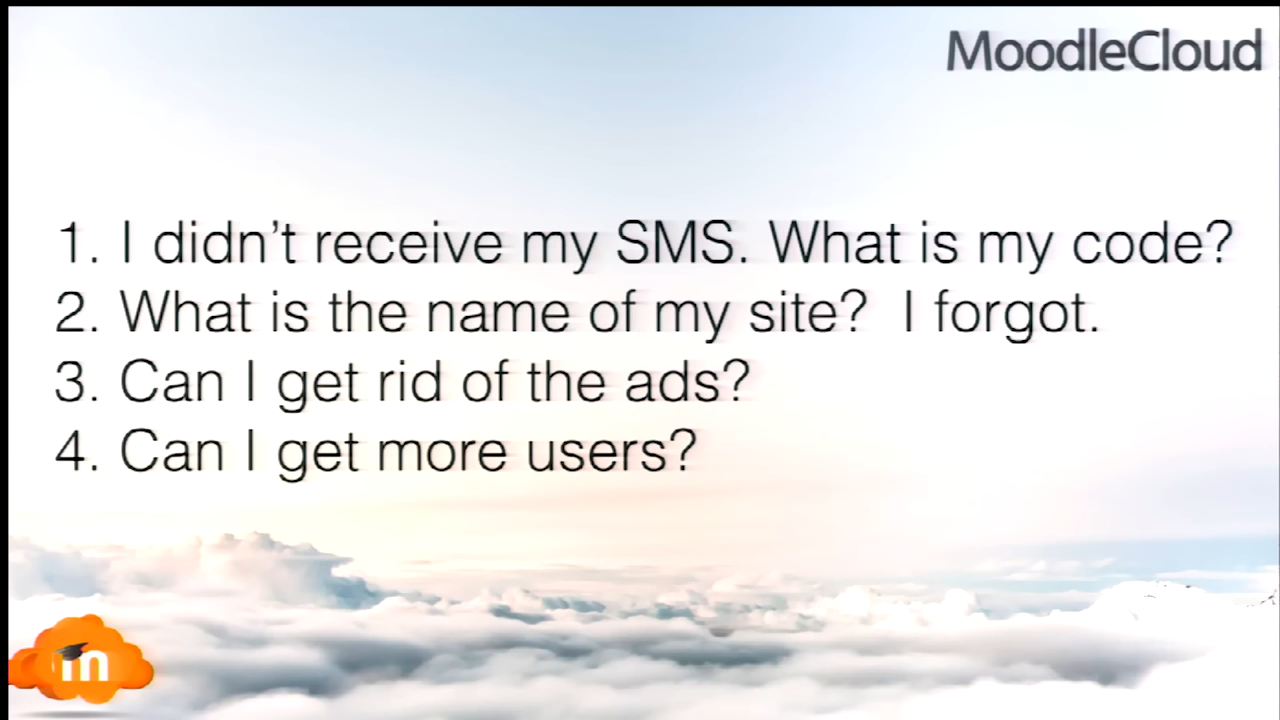 MoodleCloud
1. I didn't receive my SMS. What is my code?
2. What is the name of my site?  I forgot.
3. Can I get rid of the ads?
4. Can I get more users?
m